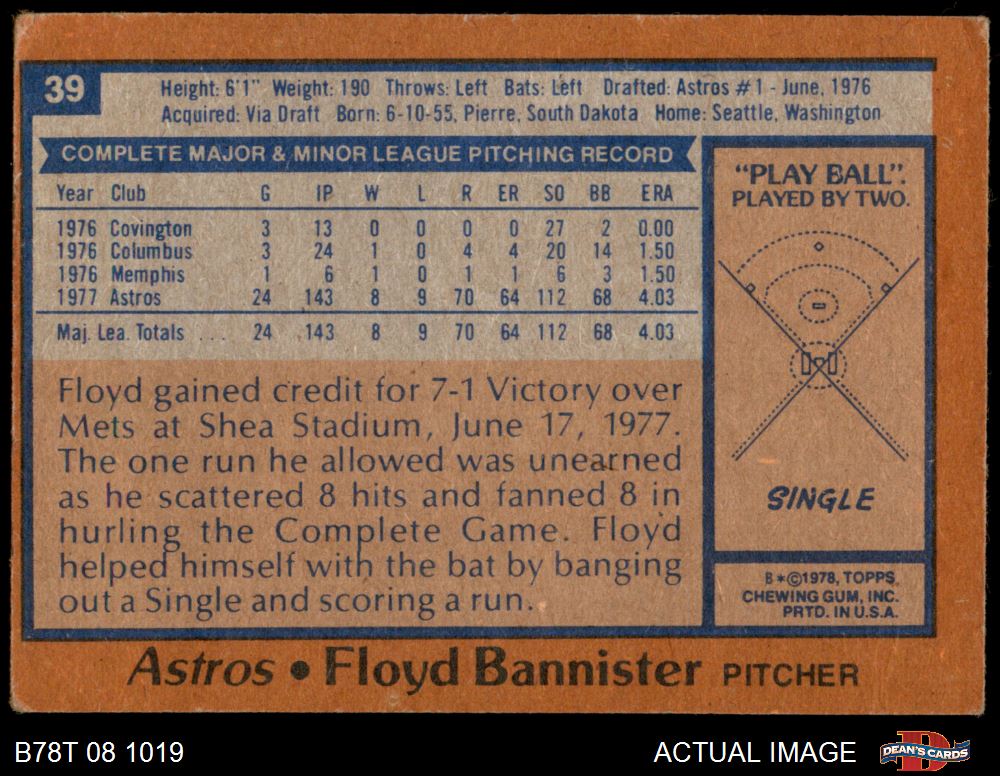 39
Height: 6'1" Weight: 190 Throws: Left Bats: Left Drafted: Astros #1 - June, 1976
Acquired: Via Draft Born: 6-10-55, Pierre, South Dakota Home: Seattle, Washington
COMPLETE MAJOR & MINOR LEAGUE PITCHING RECORD
Year Club G IP W L R ER SO BB ERA
1976 Covington 3 13 0 0 0 0 27 2 0.00
1976 Columbus 3 24 1 0 4 4 20 14 1.50
1976 Memphis 1 6 1 0 1 1 6 3 1.50
1977 Astros 24 143 8 9 70 64 112 68 4.03
Maj. Lea. Totals ... 24 143 8 9 70 64 112 68 4.03
Floyd gained credit for 7-1 Victory over
Mets at Shea Stadium, June 17, 1977.
The one run he allowed was unearned
as he scattered 8 hits and fanned 8 in
hurling the Complete Game. Floyd
helped himself with the bat by banging
out a Single and scoring a run.
"PLAY BALL".
PLAYED BY TWO.
SINGLE
B*©1978, TOPPS
CHEWING GUM, INC.
PRTD. IN U.S.A.
Astros • Floyd Bannister PITCHER
B78T 08 1019
ACTUAL IMAGE
D
DEAN'S CARDS